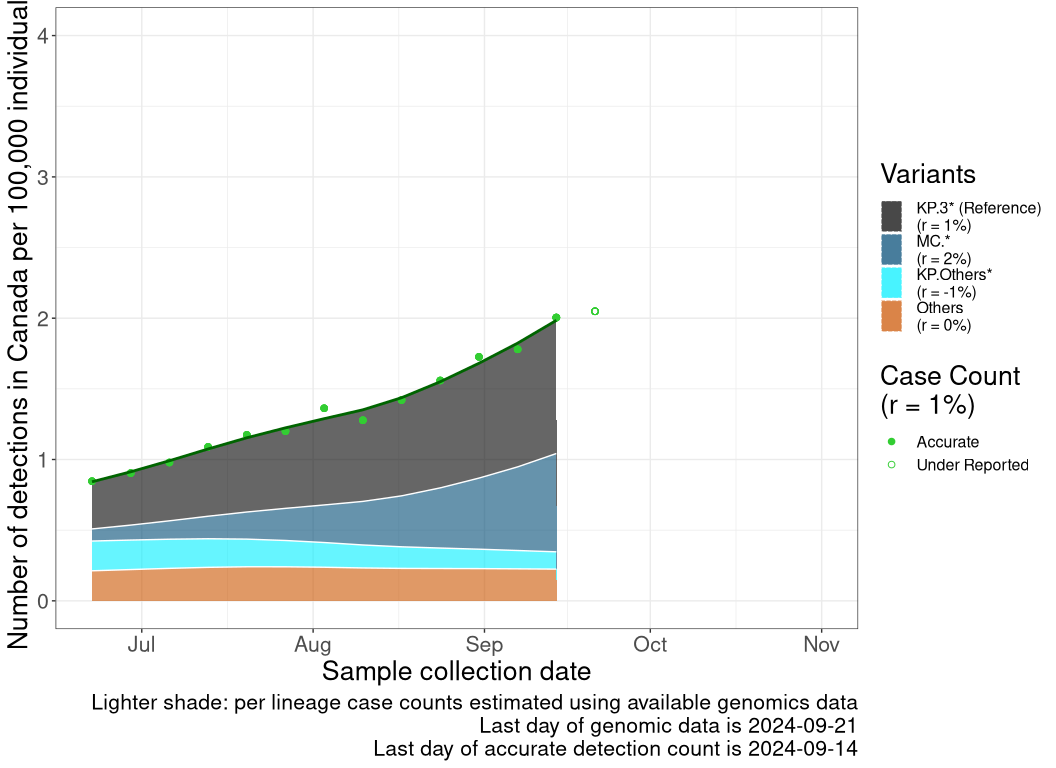 Number of detections in Canada per 100,000 individual
4
3
2
1
0
Jul Aug Sep Oct Nov
Sample collection date
Lighter shade: per lineage case counts estimated using available genomics data
Last day of genomic data is 2024-09-21
Last day of accurate detection count is 2024-09-14
Variants
KP.3* (Reference)
(r = 1%)
MC.*
(r = 2%)
KP.Others*
(r = -1%)
Others
(r = 0%)
Case Count
(r = 1%)
Accurate
Under Reported